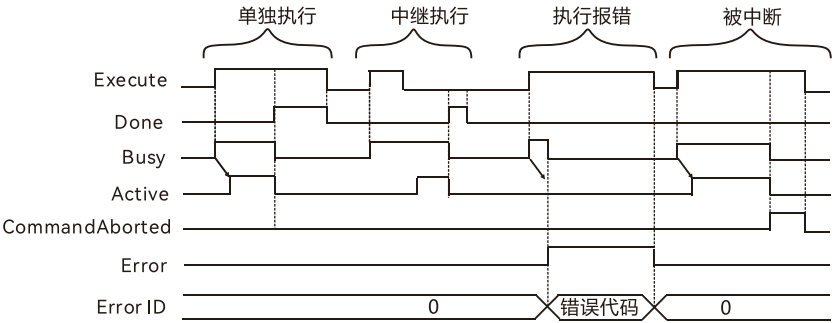 单独执行 中继执行 执行报错 被中断
Execute
Done
Busy
Active
CommandAborted
Error
Error ID 0 错误代码 0